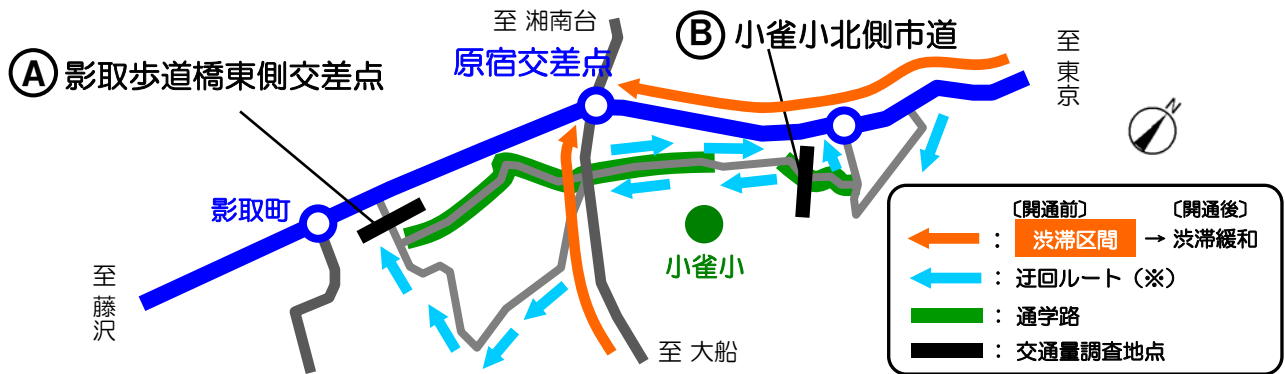 至 湘南台
B 小雀小北側市道
至 東京
原宿交差点
A 影取歩道橋東側交差点
N
影取町
小雀小
至 藤沢
至 大船
〔開通前〕 〔開通後〕
： 渋滞区間 → 渋滞緩和
： 迂回ルート（※）
： 通学路
： 交通量調査地点